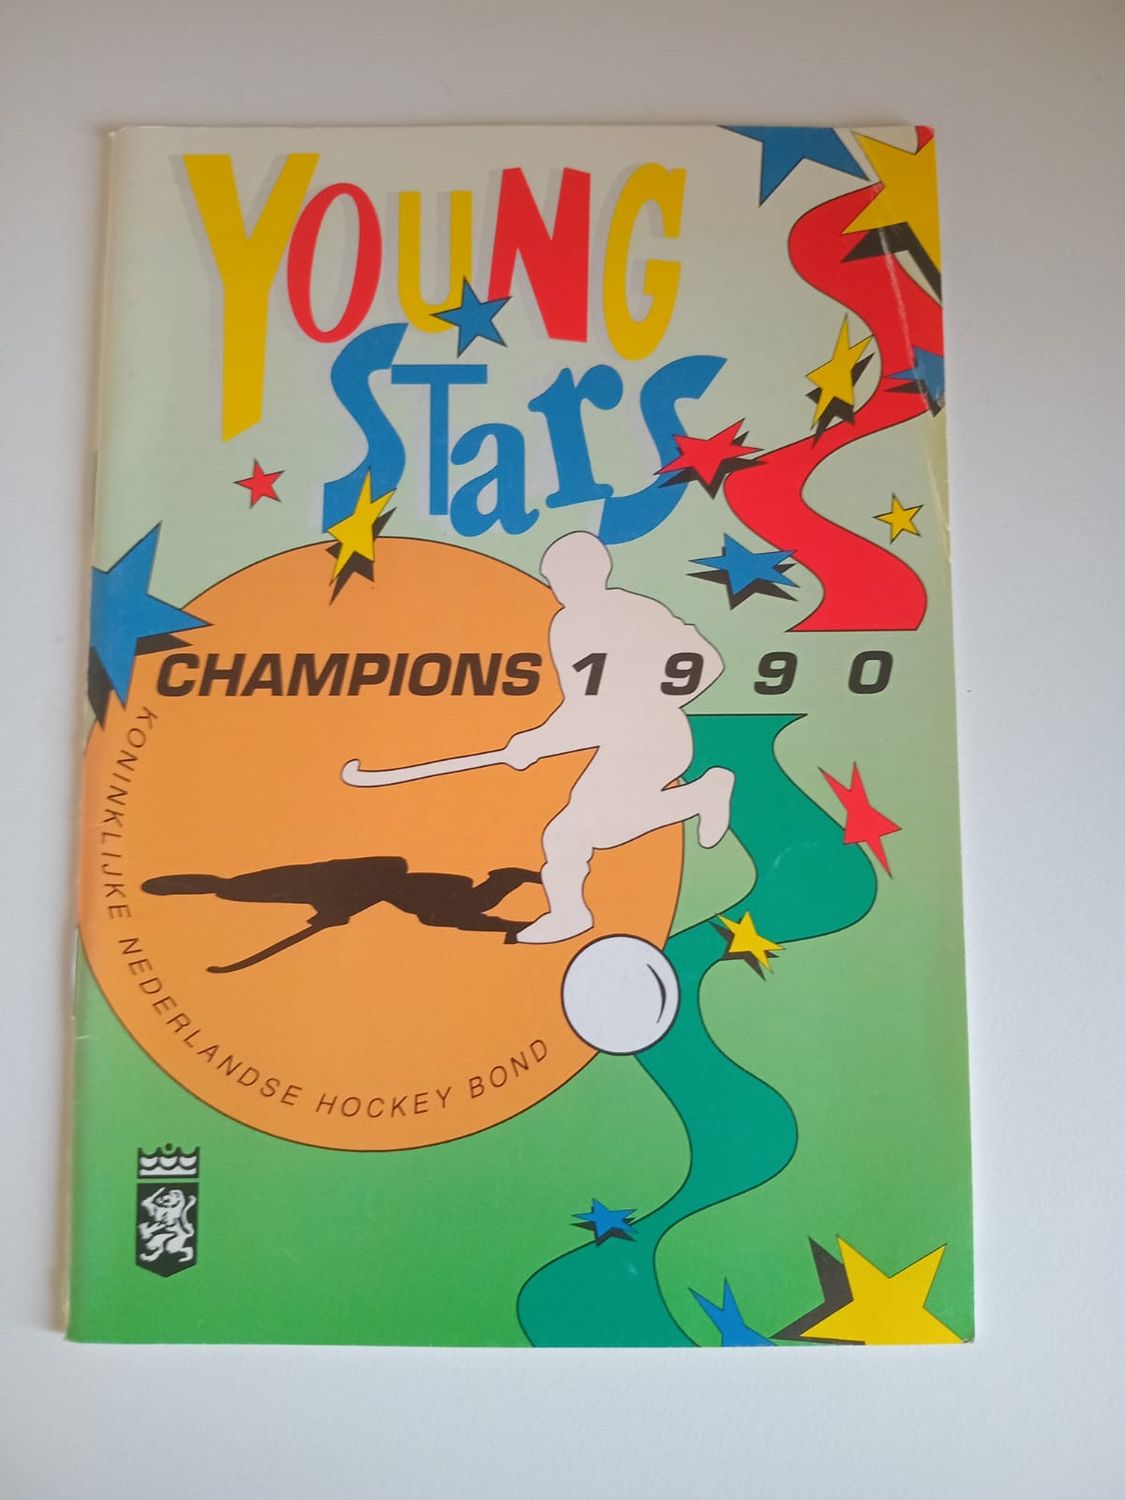 YOUNG
STarS
CHAMPIONS 1990
KONINKLIJKE NEDERLANDSE HOCKEY BOND